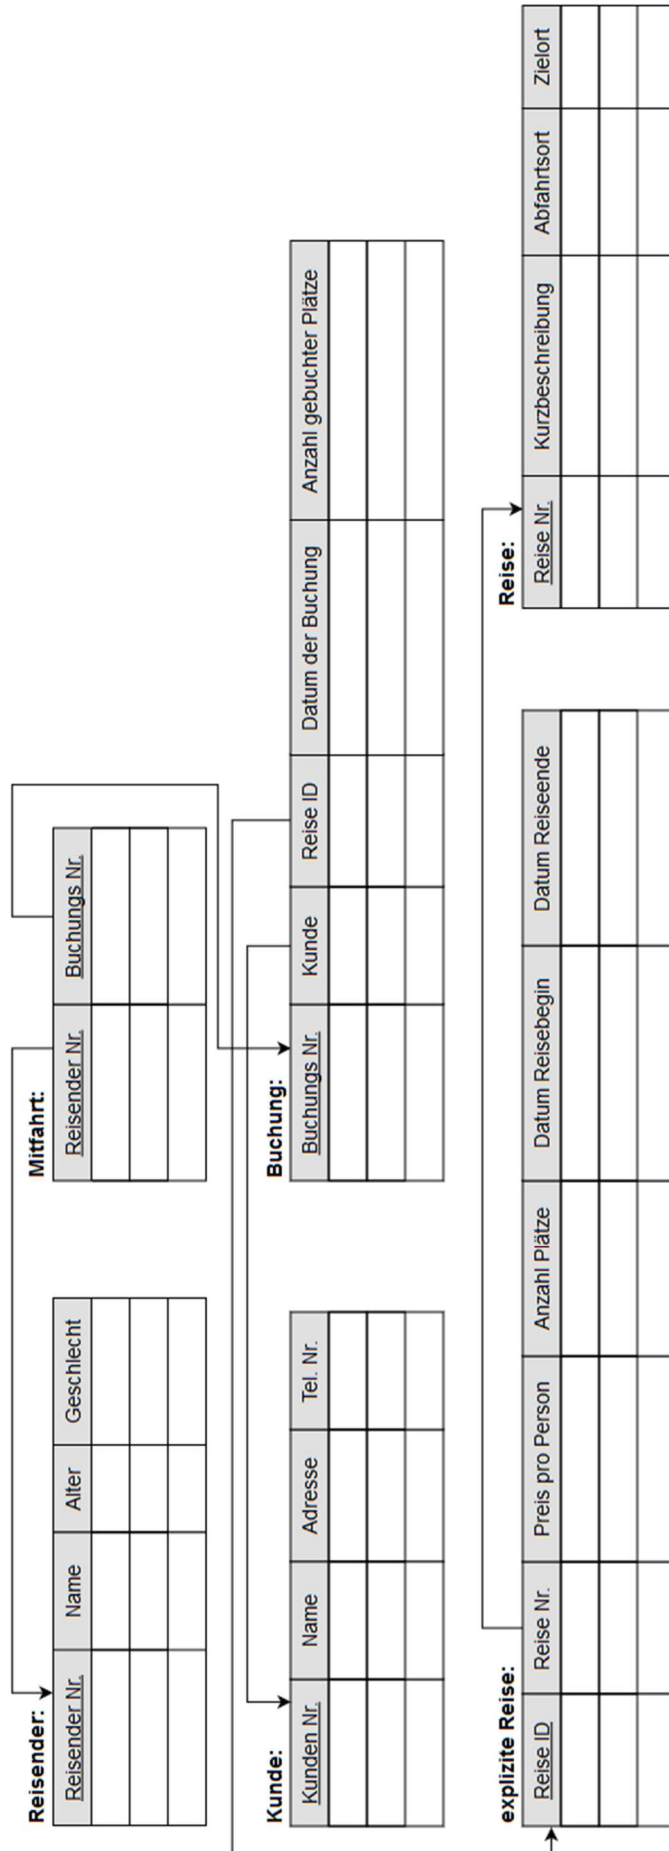 Reisender:
Reisender Nr. Name Alter Geschlecht
Mitfahrt:
Reisender Nr. Buchungs Nr.
Kunde:
Kunden Nr. Name Adresse Tel. Nr.
Buchung:
Buchungs Nr. Kunde Reise ID Datum der Buchung Anzahl gebuchter Plätze
explizite Reise:
Reise ID Reise Nr. Preis pro Person Anzahl Plätze Datum Reisebegin Datum Reiseende
Reise:
Reise Nr. Kurzbeschreibung Abfahrtsort Zielort